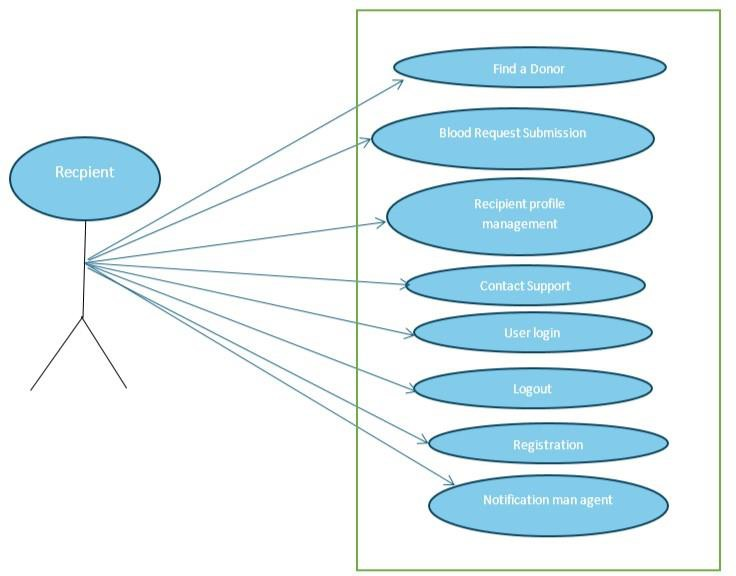 Recpient
Find a Donor
Blood Request Submission
Recipient profile
management
Contact Support
User login
Logout
Registration
Notification man agent